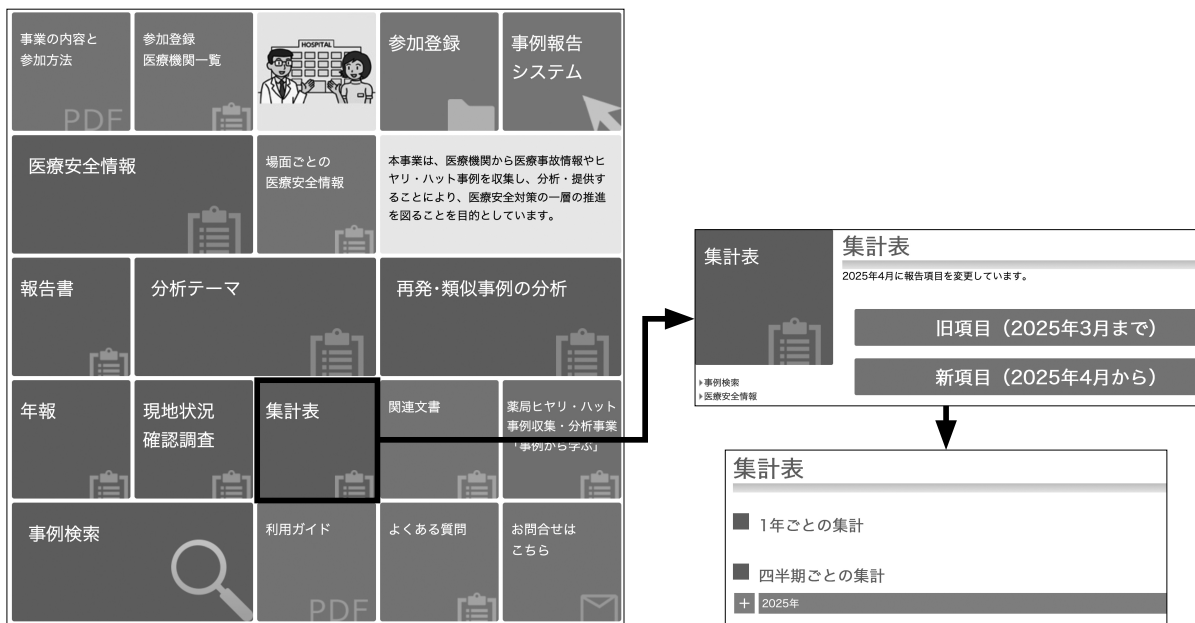 事業の内容と
参加方法
PDF
参加登録
医療機関一覧
HOSPITAL
参加登録
事例報告
システム
医療安全情報
場面ごとの
医療安全情報
本事業は、医療機関から医療事故情報やヒ
ヤリ・ハット事例を収集し、分析・提供す
ることにより、医療安全対策の一層の推進
を図ることを目的としています。
報告書
分析テーマ
再発・類似事例の分析
年報
現地状況
確認調査
集計表
関連文書
薬局ヒヤリ・ハット
事例収集・分析事業
「事例から学ぶ」
事例検索
利用ガイド
PDF
よくある質問
お問合せは
こちら
集計表
事例検索
医療安全情報
集計表
2025年4月に報告項目を変更しています。
旧項目（2025年3月まで）
新項目（2025年4月から）
集計表
1年ごとの集計
四半期ごとの集計
＋ 2025年